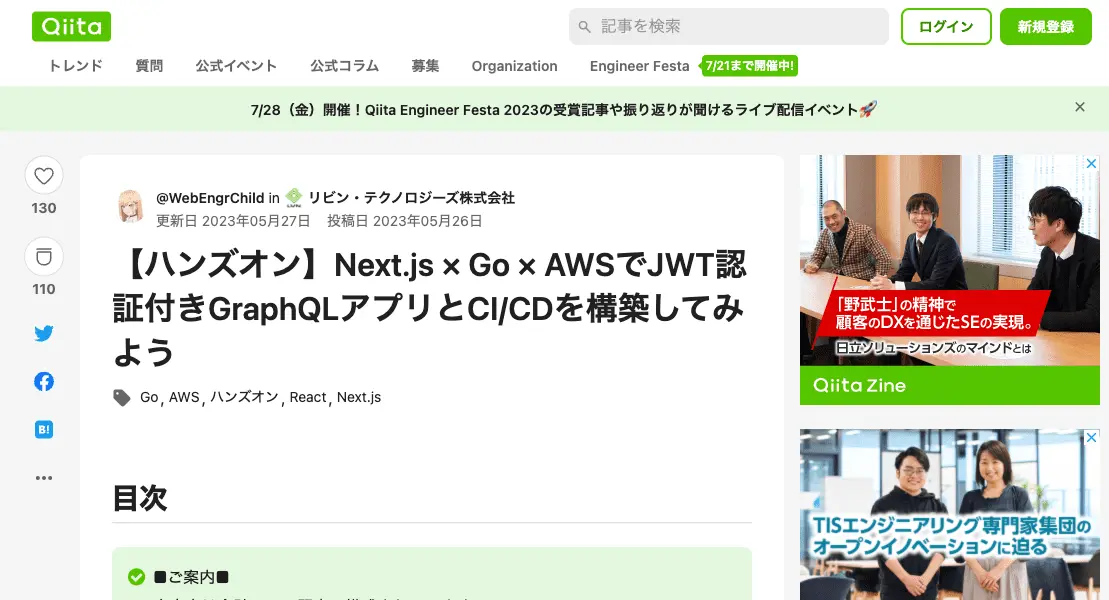 Qiita
記事を検索
ログイン
新規登録
トレンド
質問
公式イベント
公式コラム
募集
Organization
Engineer Festa
7/21まで開催中!
7/28（金）開催！Qiita Engineer Festa 2023の受賞記事や振り返りが聞けるライブ配信イベント🚀
130
110
B!
@WebEngrChild in リビン・テクノロジーズ株式会社
更新日 2023年05月27日 投稿日 2023年05月26日
【ハンズオン】Next.js × Go × AWSでJWT認
証付きGraphQLアプリとCI/CDを構築してみ
よう
Go, AWS, ハンズオン, React, Next.js
目次
■ご案内■
「野武士」の精神で
顧客のDXを通じたSEの実現。
日立ソリューションズのマインドとは
Qiita Zine
TISエンジニアリング専門家集団の
オープンイノベーションに迫る